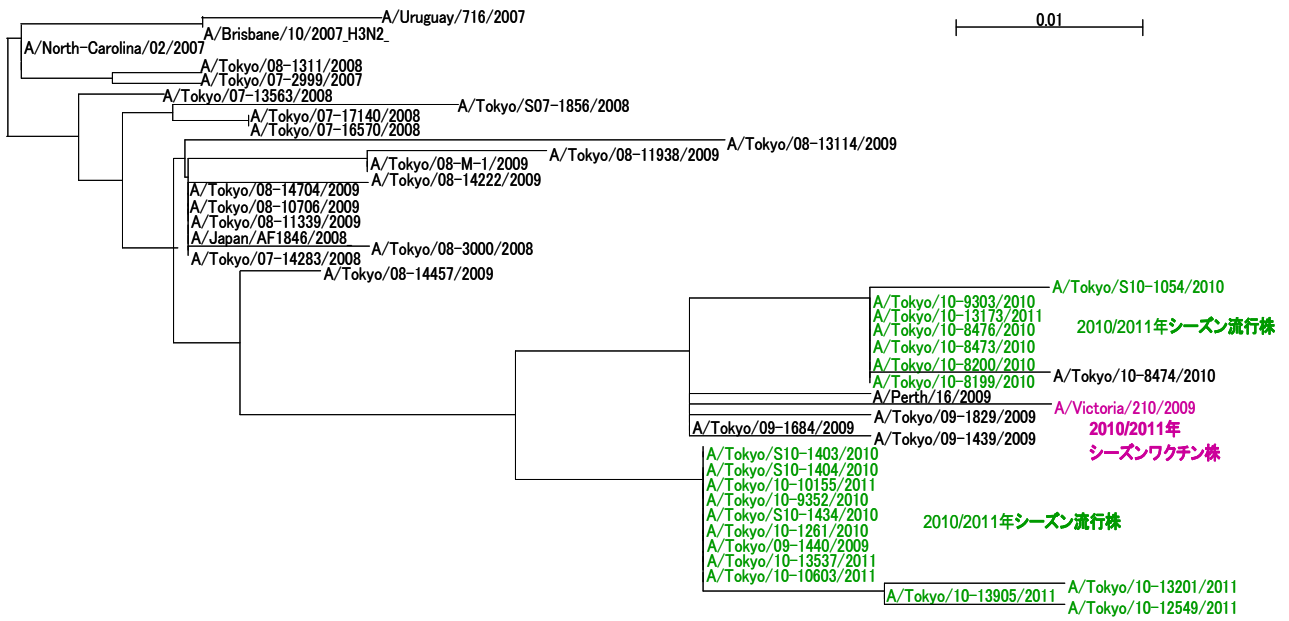 A/Uruguay/716/2007
0.01
A/Brisbane/10/2007_H3N2_
A/North-Carolina/02/2007
A/Tokyo/08-1311/2008
A/Tokyo/07-2999/2007
A/Tokyo/07-13563/2008
A/Tokyo/S07-1856/2008
A/Tokyo/07-17140/2008
A/Tokyo/07-16570/2008
A/Tokyo/08-13114/2009
A/Tokyo/08-11938/2009
A/Tokyo/08-M-1/2009
A/Tokyo/08-14222/2009
A/Tokyo/08-14704/2009
A/Tokyo/08-10706/2009
A/Tokyo/08-11339/2009
A/Japan/AF1846/2008_
A/Tokyo/08-3000/2008
A/Tokyo/07-14283/2008
A/Tokyo/08-14457/2009
A/Tokyo/S10-1054/2010
A/Tokyo/10-9303/2010
A/Tokyo/10-13173/2011
A/Tokyo/10-8476/2010
2010/2011年シーズン流行株
A/Tokyo/10-8473/2010
A/Tokyo/10-8200/2010
A/Tokyo/10-8474/2010
A/Tokyo/10-8199/2010
A/Perth/16/2009
A/Victoria/210/2009
A/Tokyo/09-1829/2009
A/Tokyo/09-1684/2009
2010/2011年
シーズンワクチン株
A/Tokyo/09-1439/2009
A/Tokyo/S10-1403/2010
A/Tokyo/S10-1404/2010
A/Tokyo/10-10155/2011
A/Tokyo/10-9352/2010
A/Tokyo/S10-1434/2010
2010/2011年シーズン流行株
A/Tokyo/10-1261/2010
A/Tokyo/09-1440/2009
A/Tokyo/10-13537/2011
A/Tokyo/10-10603/2011
A/Tokyo/10-13201/2011
A/Tokyo/10-13905/2011
A/Tokyo/10-12549/2011